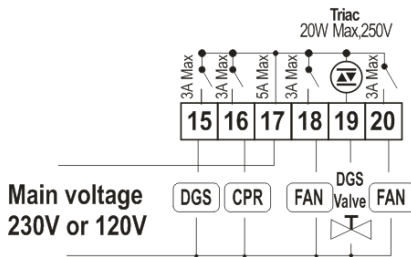 Triac
20W Max,250V
3A Max 3A Max 5A Max 3A Max 3A Max
15 16 17 18 19 20
DGS CPR FAN DGS Valve FAN
Main voltage
230V or 120V